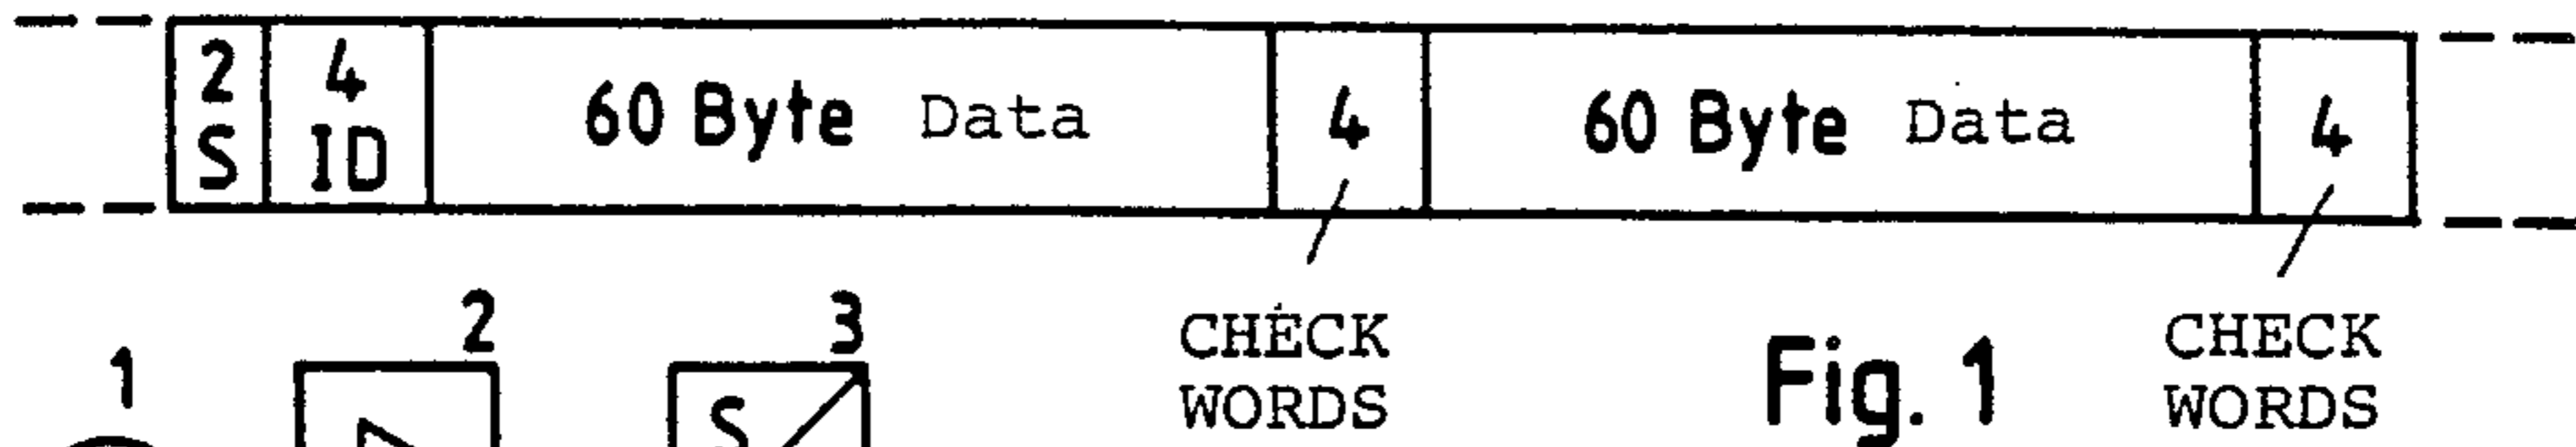 2 S
4 ID
60 Byte Data
4
60 Byte Data
4
CHECK WORDS
CHECK WORDS
Fig. 1
1
2
3
S